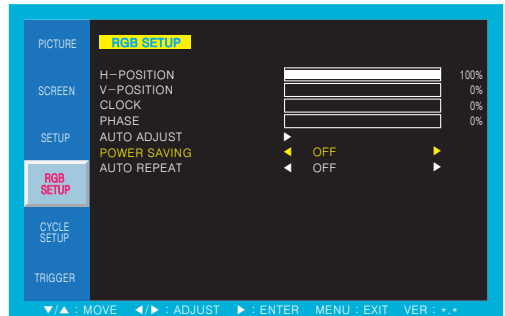 PICTURE
SCREEN
SETUP
RGB
SETUP
CYCLE
SETUP
TRIGGER
RGB SETUP
H-POSITION 100%
V-POSITION 0%
CLOCK 0%
PHASE 0%
AUTO ADJUST ▶
POWER SAVING ◀ OFF ▶
AUTO REPEAT ◀ OFF ▶
▼/▲ : MOVE ◀/▶ : ADJUST ▶ : ENTER MENU : EXIT VER : *.*